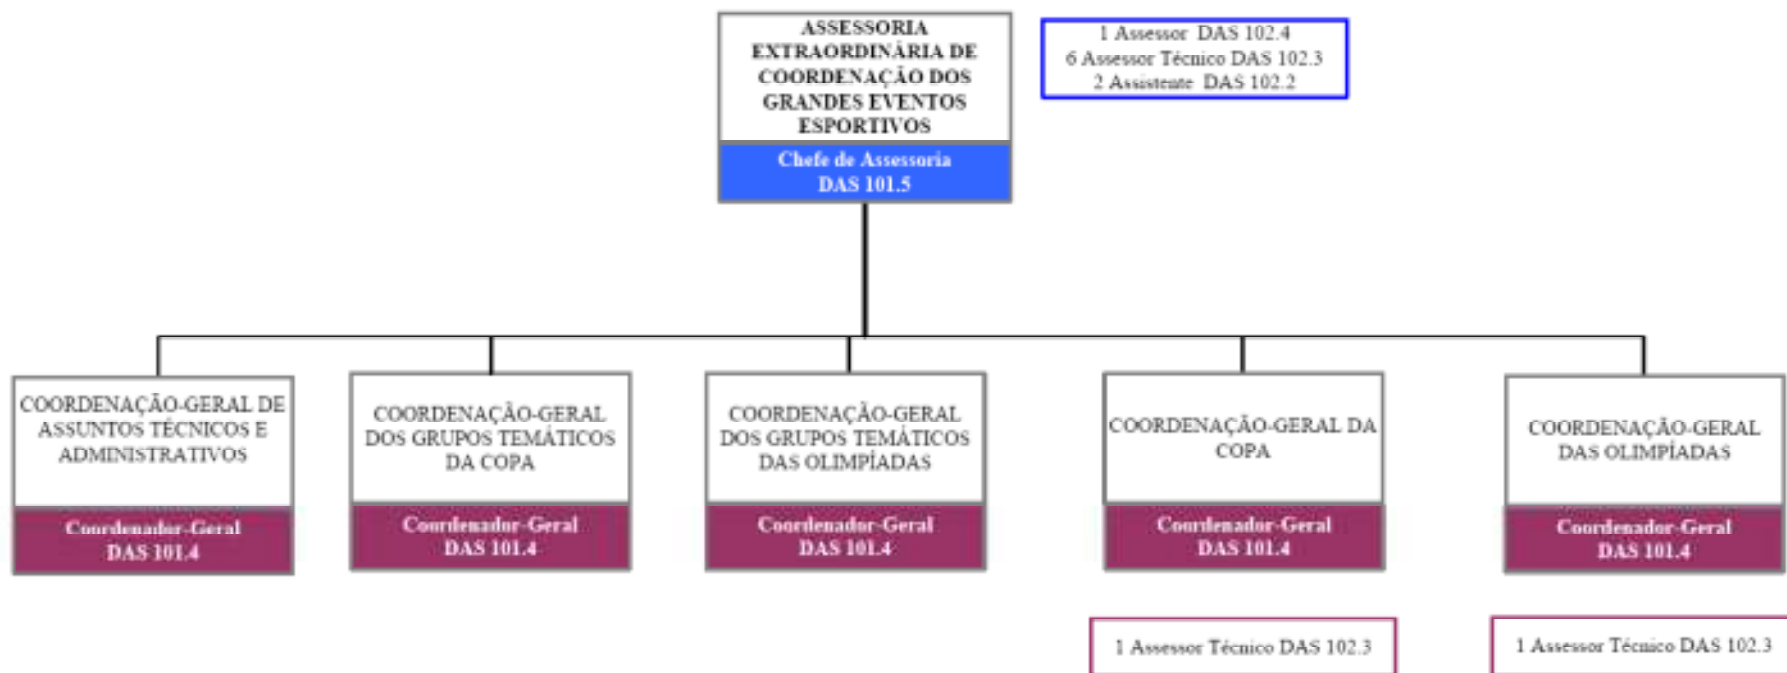 ASSESSORIA
EXTRAORDINÁRIA DE
COORDENAÇÃO DOS
GRANDES EVENTOS
ESPORTIVOS
Chefe de Assessoria
DAS 101.5
1 Assessor DAS 102.4
6 Assessor Técnico DAS 102.3
2 Assistente DAS 102.2
COORDENAÇÃO-GERAL DE
ASSUNTOS TÉCNICOS E
ADMINISTRATIVOS
Coordenador-Geral
DAS 101.4
COORDENAÇÃO-GERAL
DOS GRUPOS TEMÁTICOS
DA COPA
Coordenador-Geral
DAS 101.4
COORDENAÇÃO-GERAL
DOS GRUPOS TEMÁTICOS
DAS OLIMPÍADAS
Coordenador-Geral
DAS 101.4
COORDENAÇÃO-GERAL DA
COPA
Coordenador-Geral
DAS 101.4
COORDENAÇÃO-GERAL
DAS OLIMPÍADAS
Coordenador-Geral
DAS 101.4
1 Assessor Técnico DAS 102.3
1 Assessor Técnico DAS 102.3